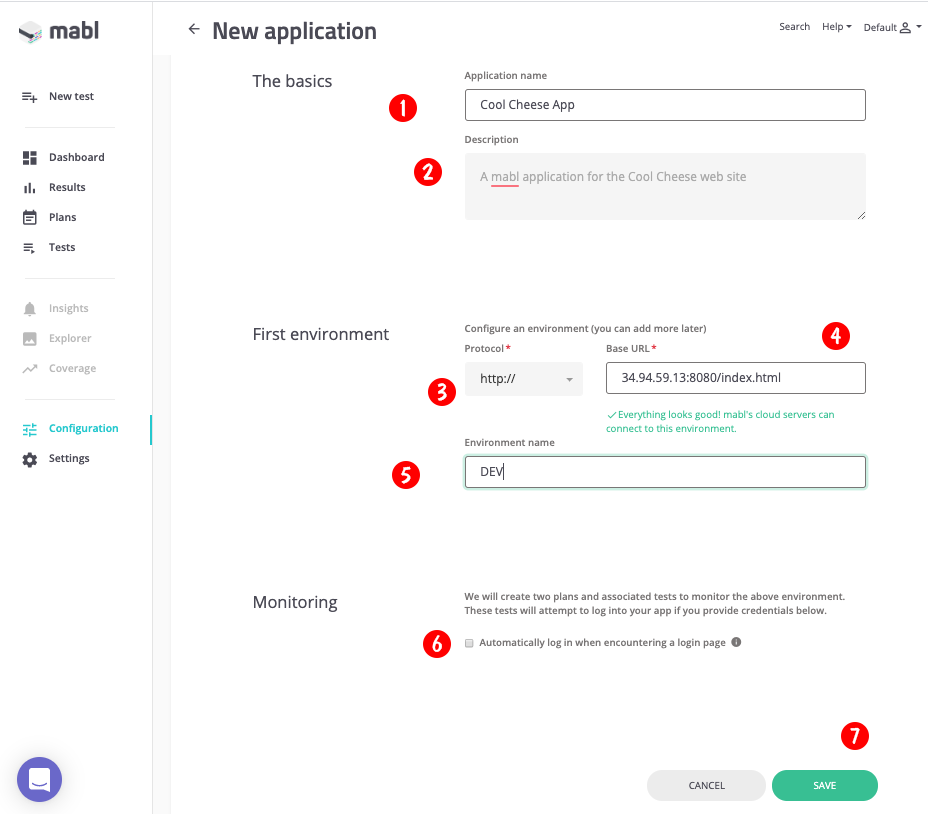 mabl
New application
Search Help Default
New test
Dashboard
Results
Plans
Tests
Insights
Explorer
Coverage
Configuration
Settings
The basics
Application name
1
Cool Cheese App
Description
2
A mabl application for the Cool Cheese web site
First environment
Configure an environment (you can add more later)
4
Protocol* Base URL*
3
http:// 34.94.59.13:8080/index.html
✓Everything looks good! mabl's cloud servers can
connect to this environment.
Environment name
5
DEV
Monitoring
We will create two plans and associated tests to monitor the above environment.
These tests will attempt to log into your app if you provide credentials below.
6
Automatically log in when encountering a login page
7
CANCEL SAVE